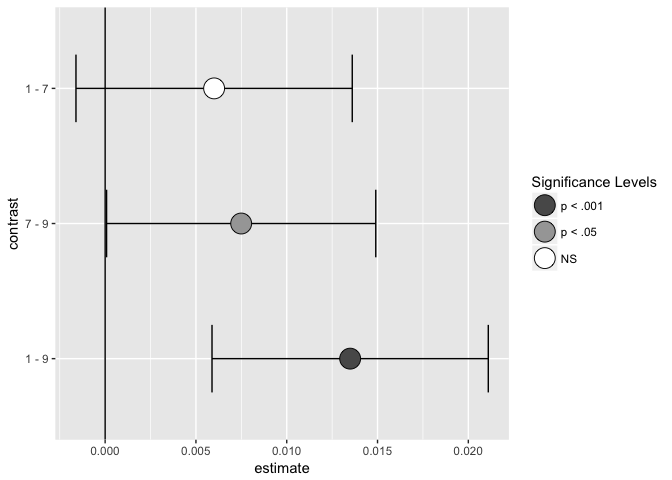 1 - 7
7 - 9
1 - 9
contrast
0.000
0.005
0.010
0.015
0.020
estimate
Significance Levels
p < .001
p < .05
NS